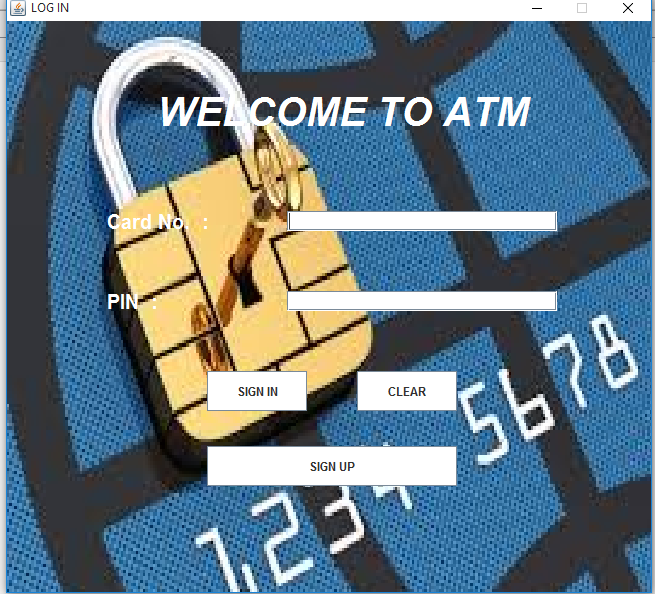 LOG IN
WELCOME TO ATM
Card No. :
PIN :
SIGN IN CLEAR
SIGN UP
5678
1234